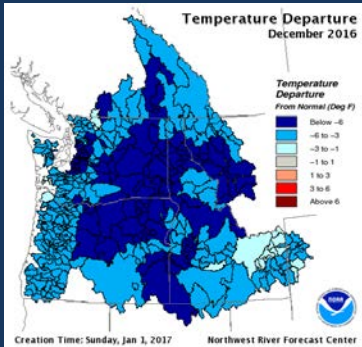 Temperature Departure
December 2016
Temperature
Departure
From Normal (Deg F)
Below -6
-6 to -3
-3 to -1
-1 to 1
1 to 3
3 to 6
Above 6
NOAA
Creation Time: Sunday, Jan 1, 2017
Northwest River Forecast Center